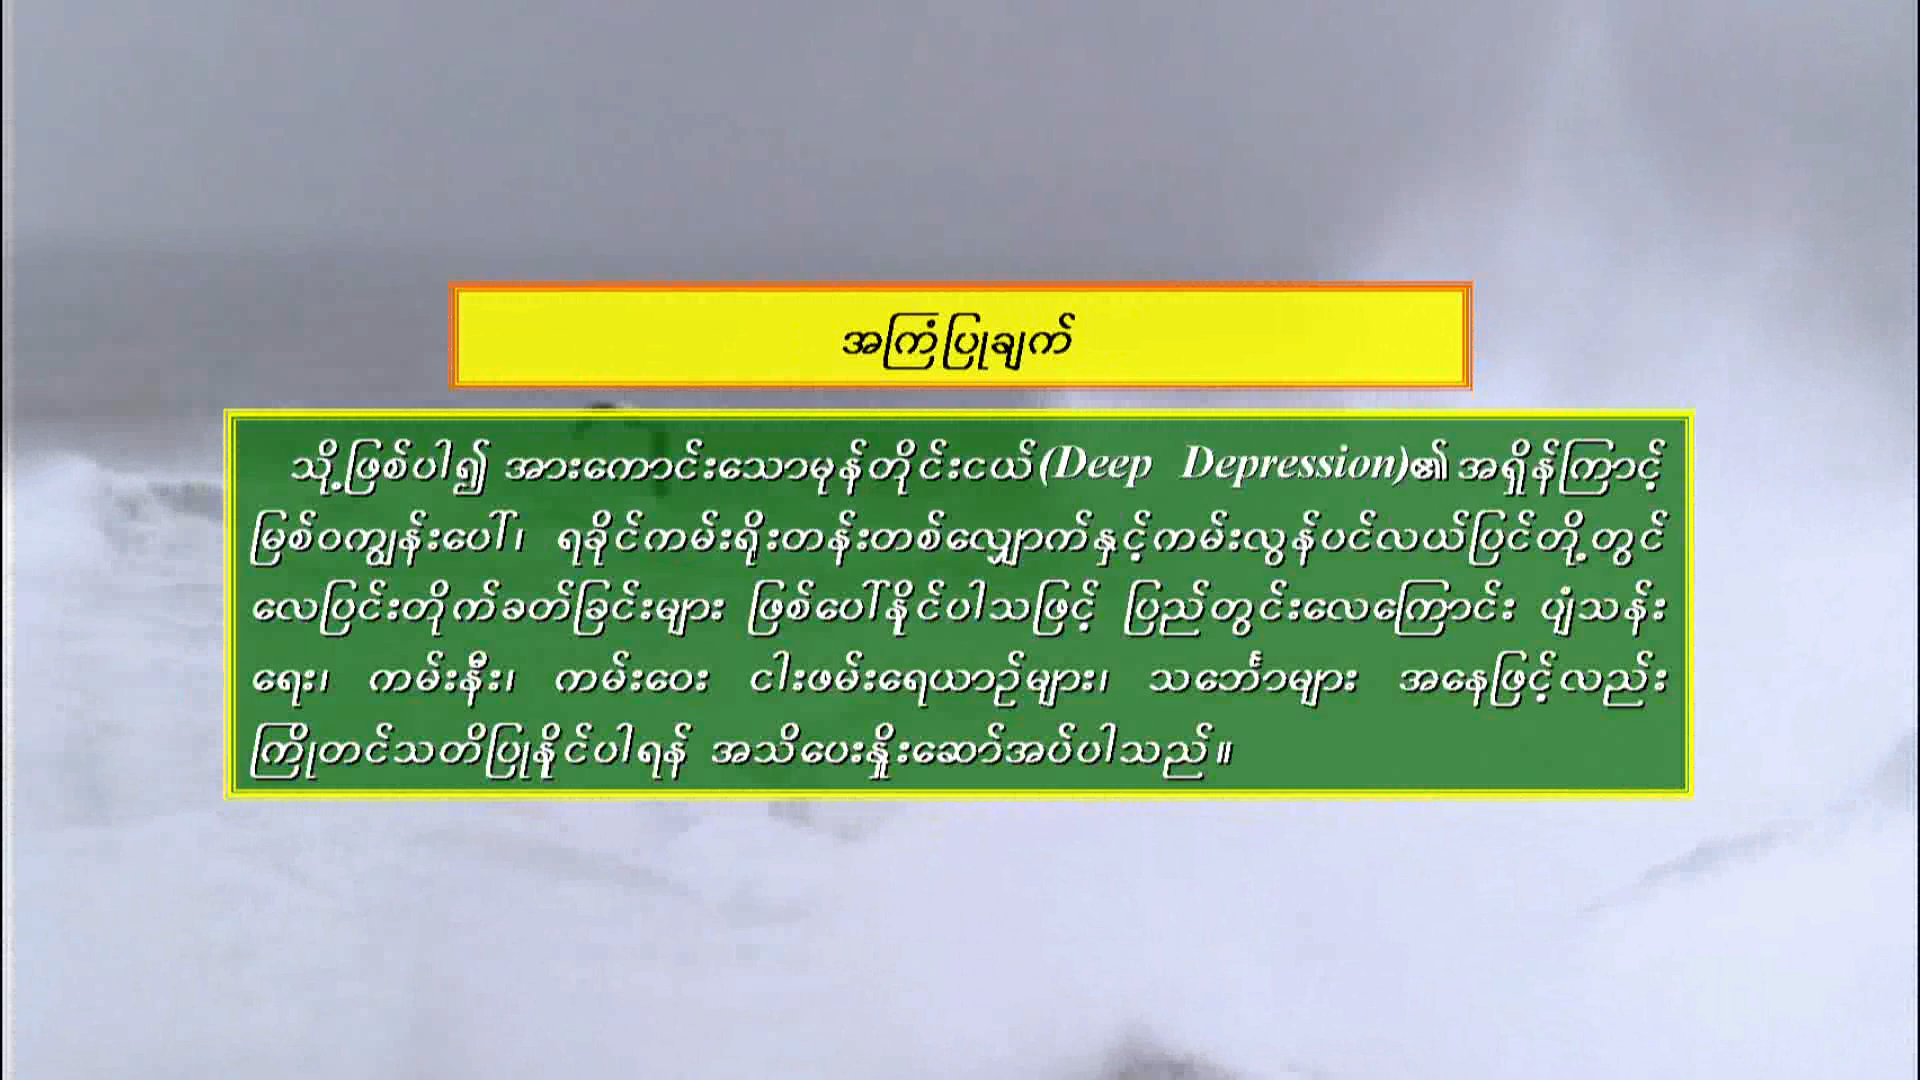 အကြံပြုချက်
သို့ဖြစ်ပါ၍ အားကောင်းသောမုန်တိုင်းငယ်(Deep Depression)၏အရှိန်ကြောင့်
မြစ်ဝကျွန်းပေါ်၊ ရခိုင်ကမ်းရိုးတန်းတစ်လျှောက်နှင့်ကမ်းလွန်ပင်လယ်ပြင်တို့တွင်
လေပြင်းတိုက်ခတ်ခြင်းများ ဖြစ်ပေါ်နိုင်ပါသဖြင့် ပြည်တွင်းလေကြောင်း ပျံသန်း
ရေး၊ ကမ်းနီး၊ ကမ်းဝေး ငါးဖမ်းရေယာဉ်များ၊ သင်္ဘောများ အနေဖြင့်လည်း
ကြိုတင်သတိပြုနိုင်ပါရန် အသိပေးနှိုးဆော်အပ်ပါသည်။